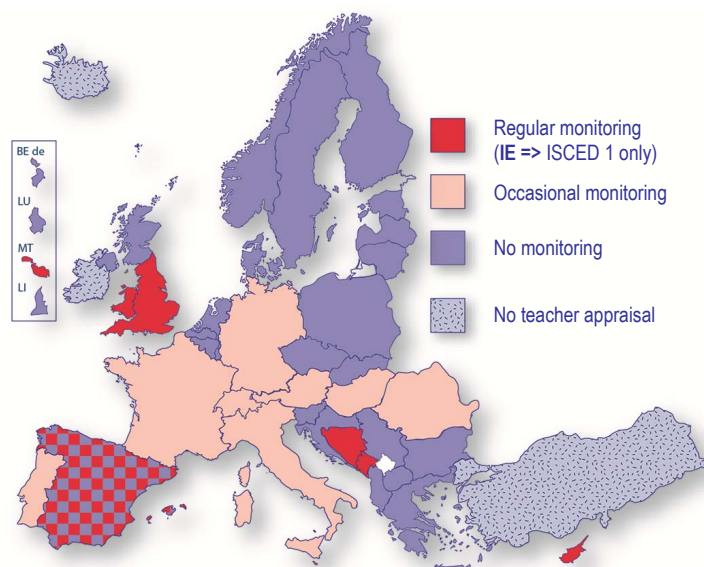 BE de
LU
MT
LI
Regular monitoring
(IE => ISCED 1 only)
Occasional monitoring
No monitoring
No teacher appraisal